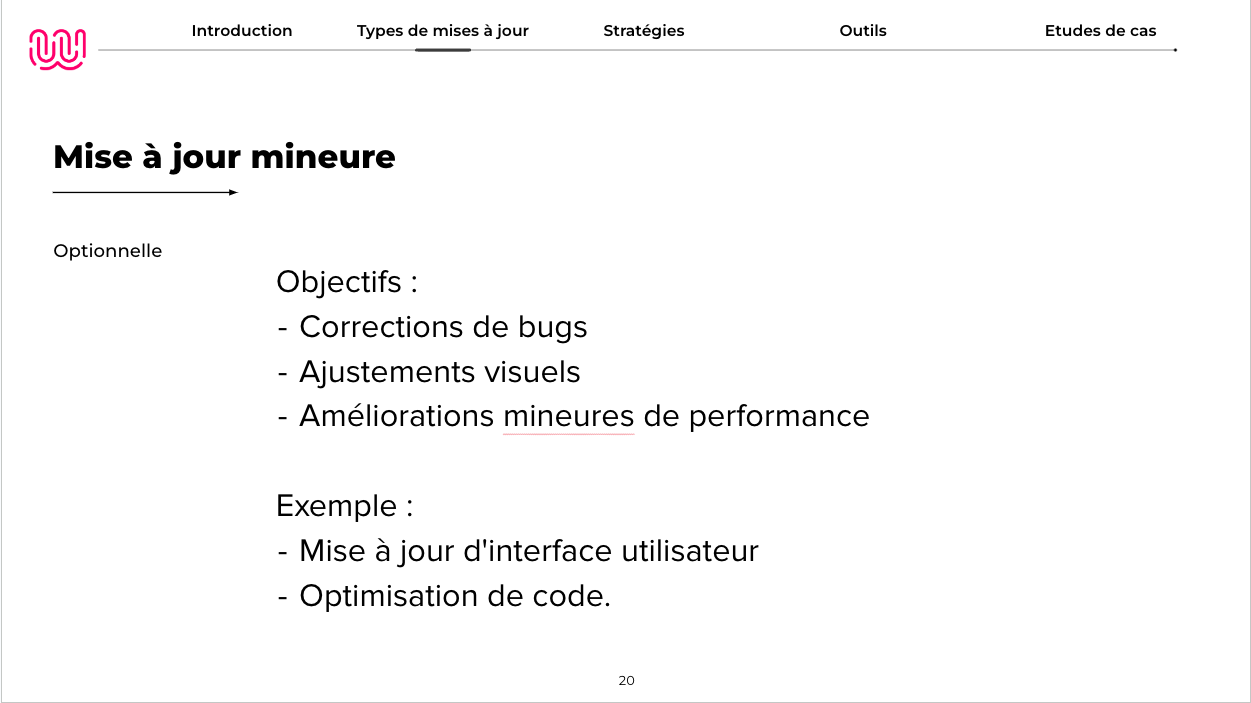 Introduction
Types de mises à jour
Stratégies
Outils
Etudes de cas
Mise à jour mineure
Optionnelle
Objectifs :
- Corrections de bugs
- Ajustements visuels
- Améliorations mineures de performance
Exemple :
- Mise à jour d'interface utilisateur
- Optimisation de code.
20